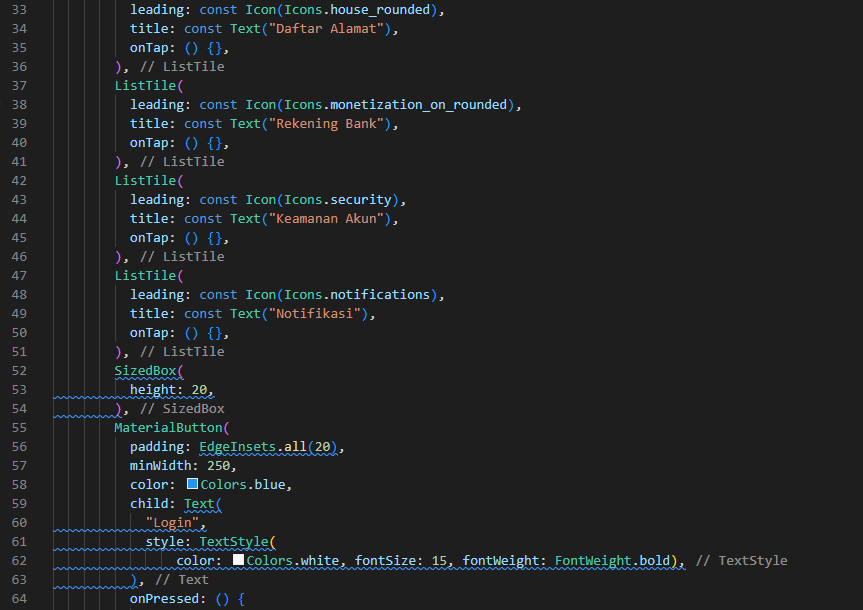 33 leading: const Icon(Icons.house_rounded),
34 title: const Text("Daftar Alamat"),
35 onTap: () {},
36 ), // ListTile
37 ListTile(
38 leading: const Icon(Icons.monetization_on_rounded),
39 title: const Text("Rekening Bank"),
40 onTap: () {},
41 ), // ListTile
42 ListTile(
43 leading: const Icon(Icons.security),
44 title: const Text("Keamanan Akun"),
45 onTap: () {},
46 ), // ListTile
47 ListTile(
48 leading: const Icon(Icons.notifications),
49 title: const Text("Notifikasi"),
50 onTap: () {},
51 ), // ListTile
52 SizedBox(
53 height: 20,
54 ), // SizedBox
55 MaterialButton(
56 padding: EdgeInsets.all(20),
57 minWidth: 250,
58 color: Colors.blue,
59 child: Text(
60 "Login",
61 style: TextStyle(
62 color: Colors.white, fontSize: 15, fontWeight: FontWeight.bold), // TextStyle
63 ), // Text
64 onPressed: () {